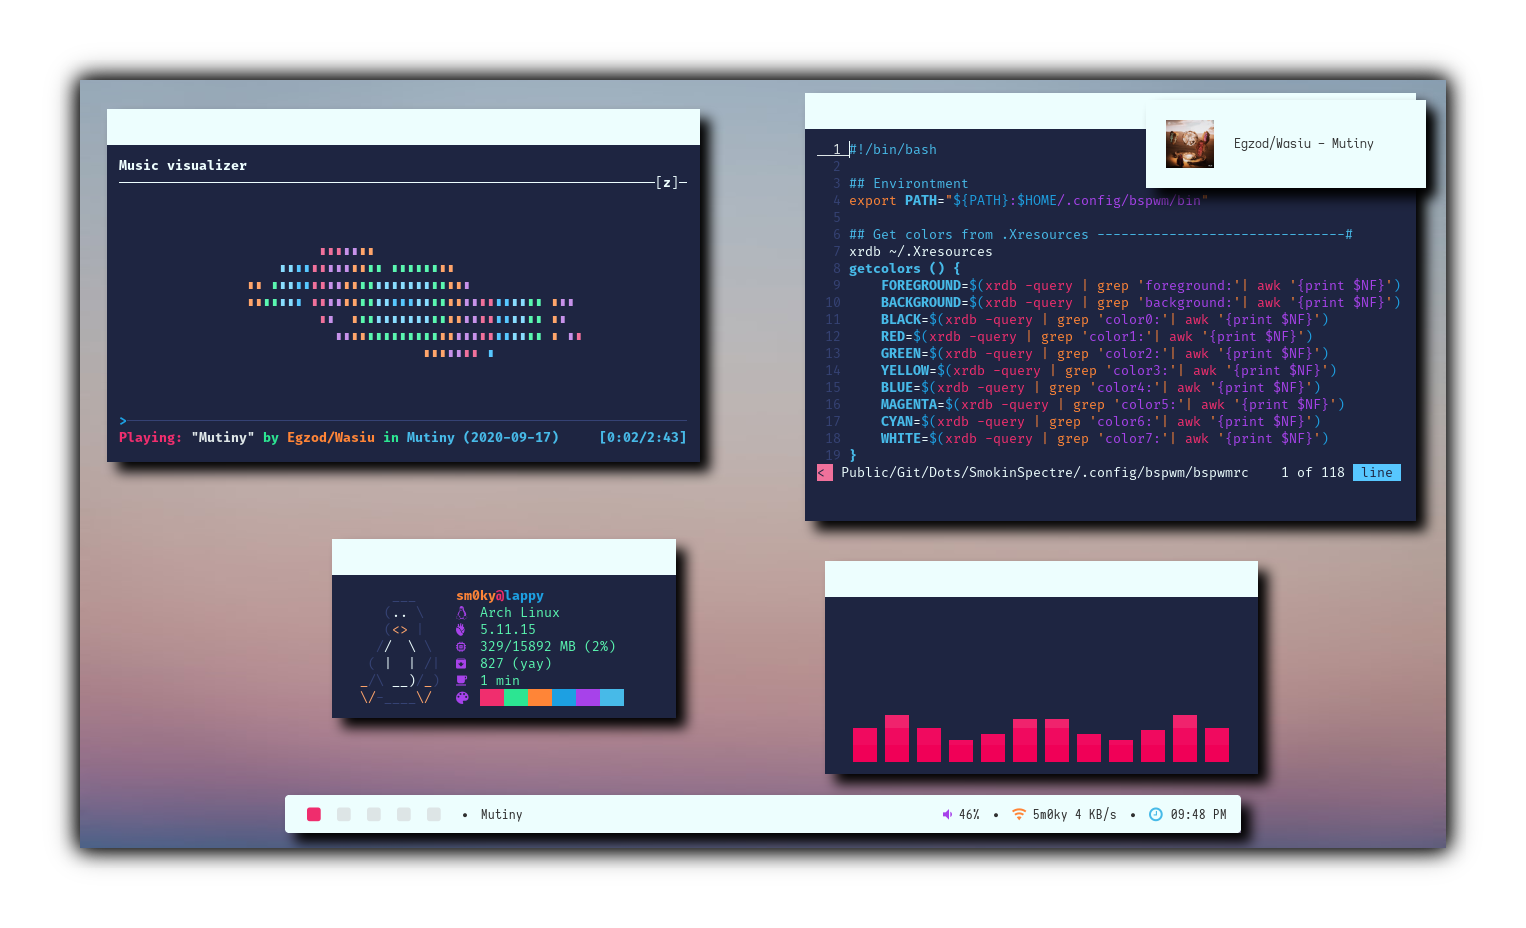 Music visualizer
[z]
>
Playing: "Mutiny" by Egzod/Wasiu in Mutiny (2020-09-17) [0:02/2:43]
Egzod/Wasiu - Mutiny
1 #!/bin/bash
2
3 ## Environtment
4 export PATH="${PATH}:$HOME/.config/bspwm/bin"
5
6 ## Get colors from .Xresources -------------------------------#
7 xrdb ~/.Xresources
8 getcolors () {
9 FOREGROUND=$(xrdb -query | grep 'foreground:'| awk '{print $NF}')
10 BACKGROUND=$(xrdb -query | grep 'background:'| awk '{print $NF}')
11 BLACK=$(xrdb -query | grep 'color0:'| awk '{print $NF}')
12 RED=$(xrdb -query | grep 'color1:'| awk '{print $NF}')
13 GREEN=$(xrdb -query | grep 'color2:'| awk '{print $NF}')
14 YELLOW=$(xrdb -query | grep 'color3:'| awk '{print $NF}')
15 BLUE=$(xrdb -query | grep 'color4:'| awk '{print $NF}')
16 MAGENTA=$(xrdb -query | grep 'color5:'| awk '{print $NF}')
17 CYAN=$(xrdb -query | grep 'color6:'| awk '{print $NF}')
18 WHITE=$(xrdb -query | grep 'color7:'| awk '{print $NF}')
19 }
< Public/Git/Dots/SmokinSpectre/.config/bspwm/bspwmrc 1 of 118 line
sm0ky@lappy
Arch Linux
5.11.15
329/15892 MB (2%)
827 (yay)
1 min
• Mutiny
46% • 5m0ky 4 KB/s • 09:48 PM